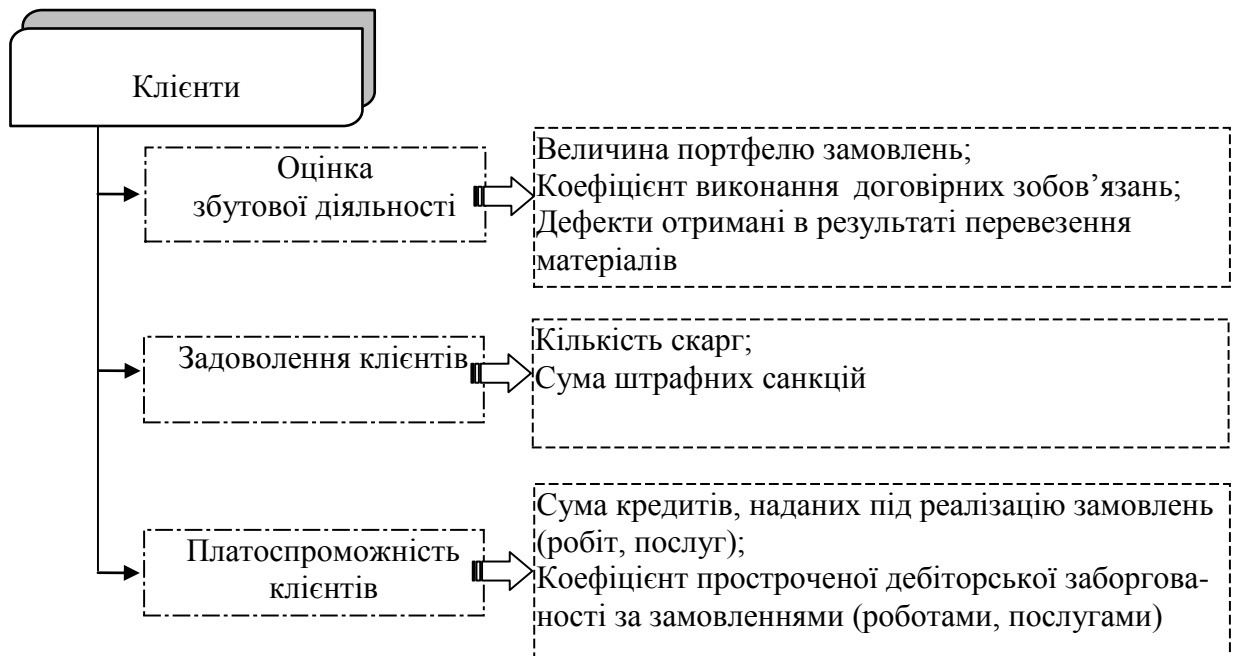 Клієнти
Оцінка
збутової діяльності
Величина портфелю замовлень;
Коефіцієнт виконання договірних зобов’язань;
Дефекти отримані в результаті перевезення
матеріалів
Задоволення клієнтів
Кількість скарг;
Сума штрафних санкцій
Платоспроможність
клієнтів
Сума кредитів, наданих під реалізацію замовлень
(робіт, послуг);
Коефіцієнт простроченої дебіторської заборгова-
ності за замовленнями (роботами, послугами)